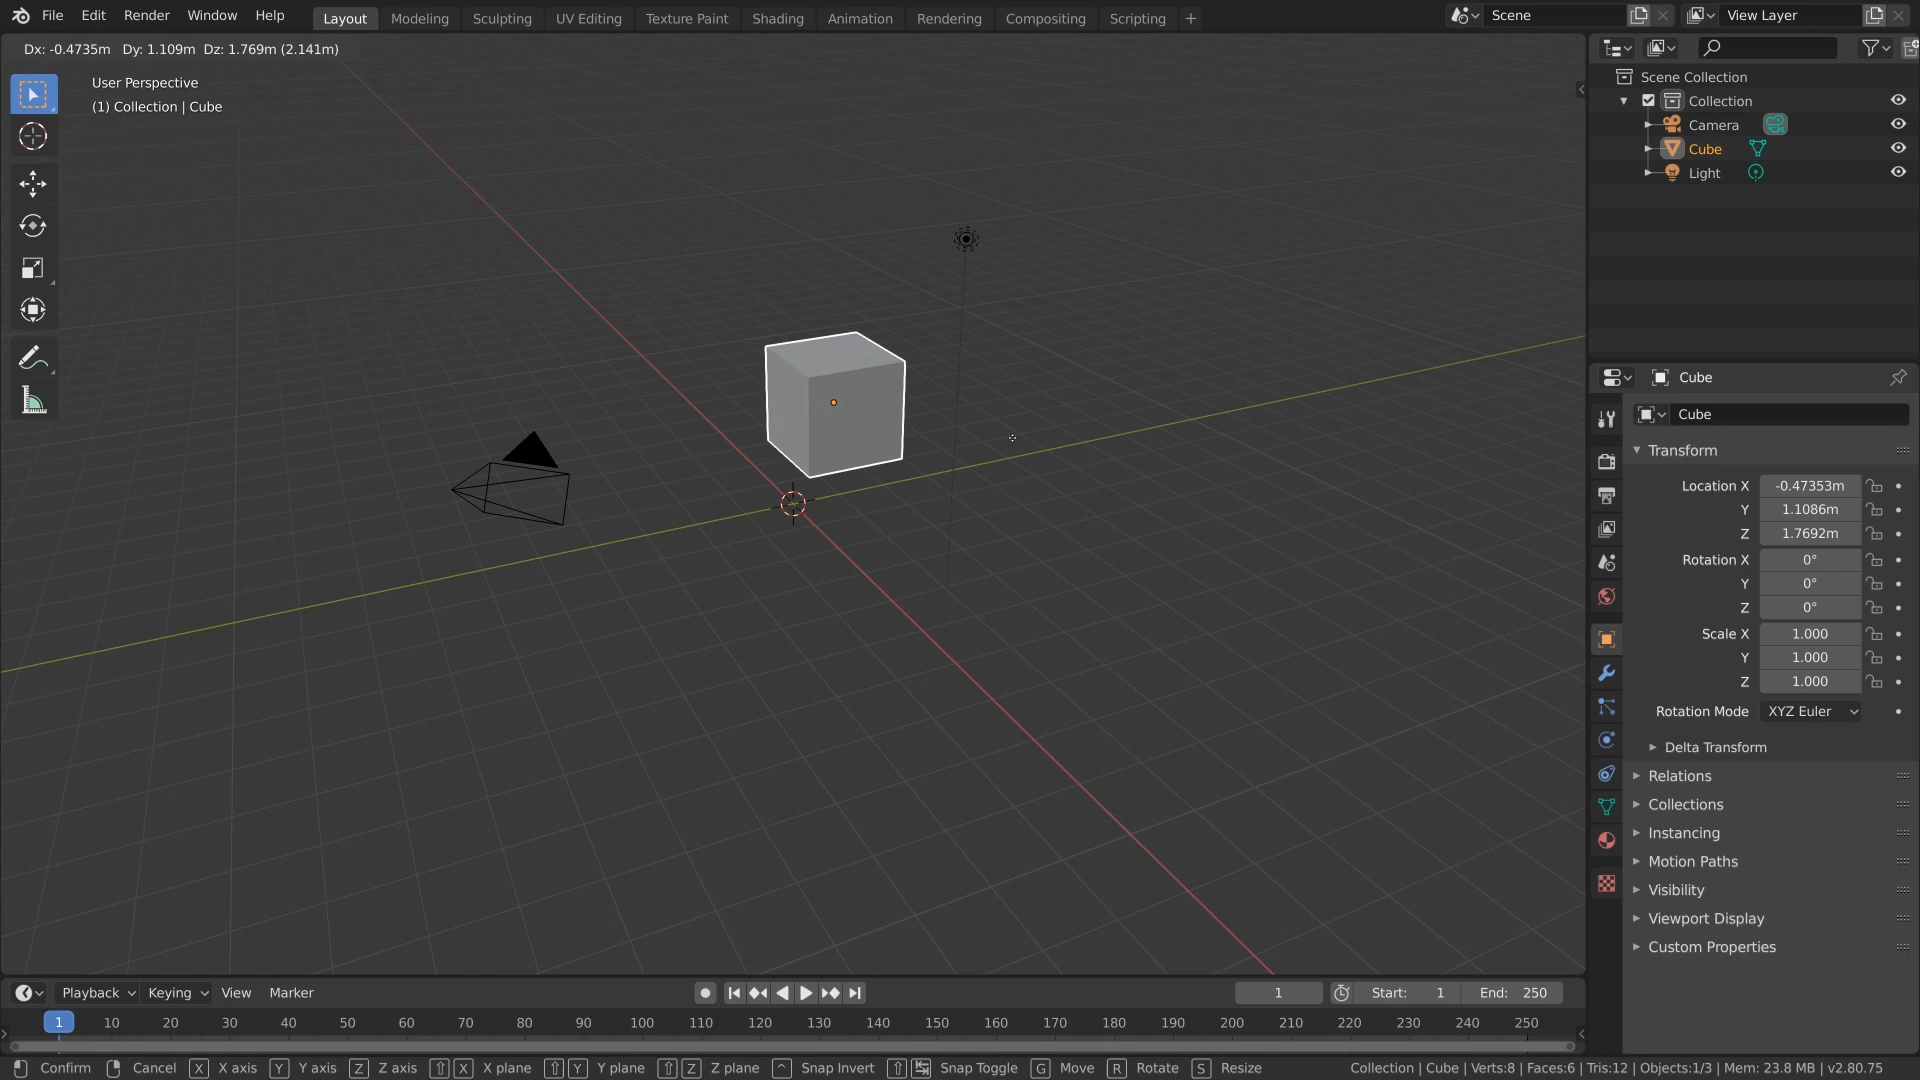 File Edit Render Window Help Layout Modeling Sculpting UV Editing Texture Paint Shading Animation Rendering Compositing Scripting + Scene View Layer
Dx: -0.4735m Dy: 1.109m Dz: 1.769m (2.141m)
User Perspective
(1) Collection | Cube
Scene Collection
Collection
Camera
Cube
Light
Cube
Cube
Transform
Location X -0.47353m
Y 1.1086m
Z 1.7692m
Rotation X 0°
Y 0°
Z 0°
Scale X 1.000
Y 1.000
Z 1.000
Rotation Mode XYZ Euler
Delta Transform
Relations
Collections
Instancing
Motion Paths
Visibility
Viewport Display
Custom Properties
Playback Keying View Marker 1 Start: 1 End: 250
1 10 20 30 40 50 60 70 80 90 100 110 120 130 140 150 160 170 180 190 200 210 220 230 240 250
Confirm Cancel X X axis Y Y axis Z Z axis ⇧ X X plane ⇧ Y Y plane ⇧ Z Z plane ^ Snap Invert ⇧ ↹ Snap Toggle G Move R Rotate S Resize Collection | Cube | Verts:8 | Faces:6 | Tris:12 | Objects:1/3 | Mem: 23.8 MB | v2.80.75